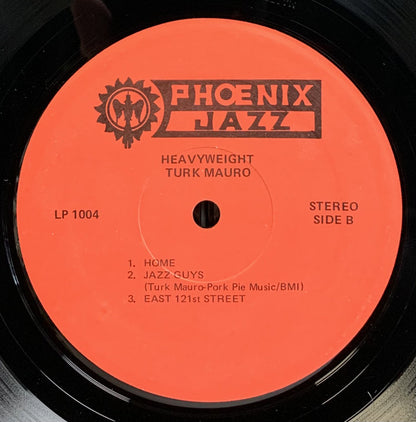 PHŒNIX
JAZZ
HEAVYWEIGHT
TURK MAURO
LP 1004
STEREO
SIDE B
1. HOME
2. JAZZ GUYS
(Turk Mauro-Pork Pie Music/BMI)
3. EAST 121st STREET